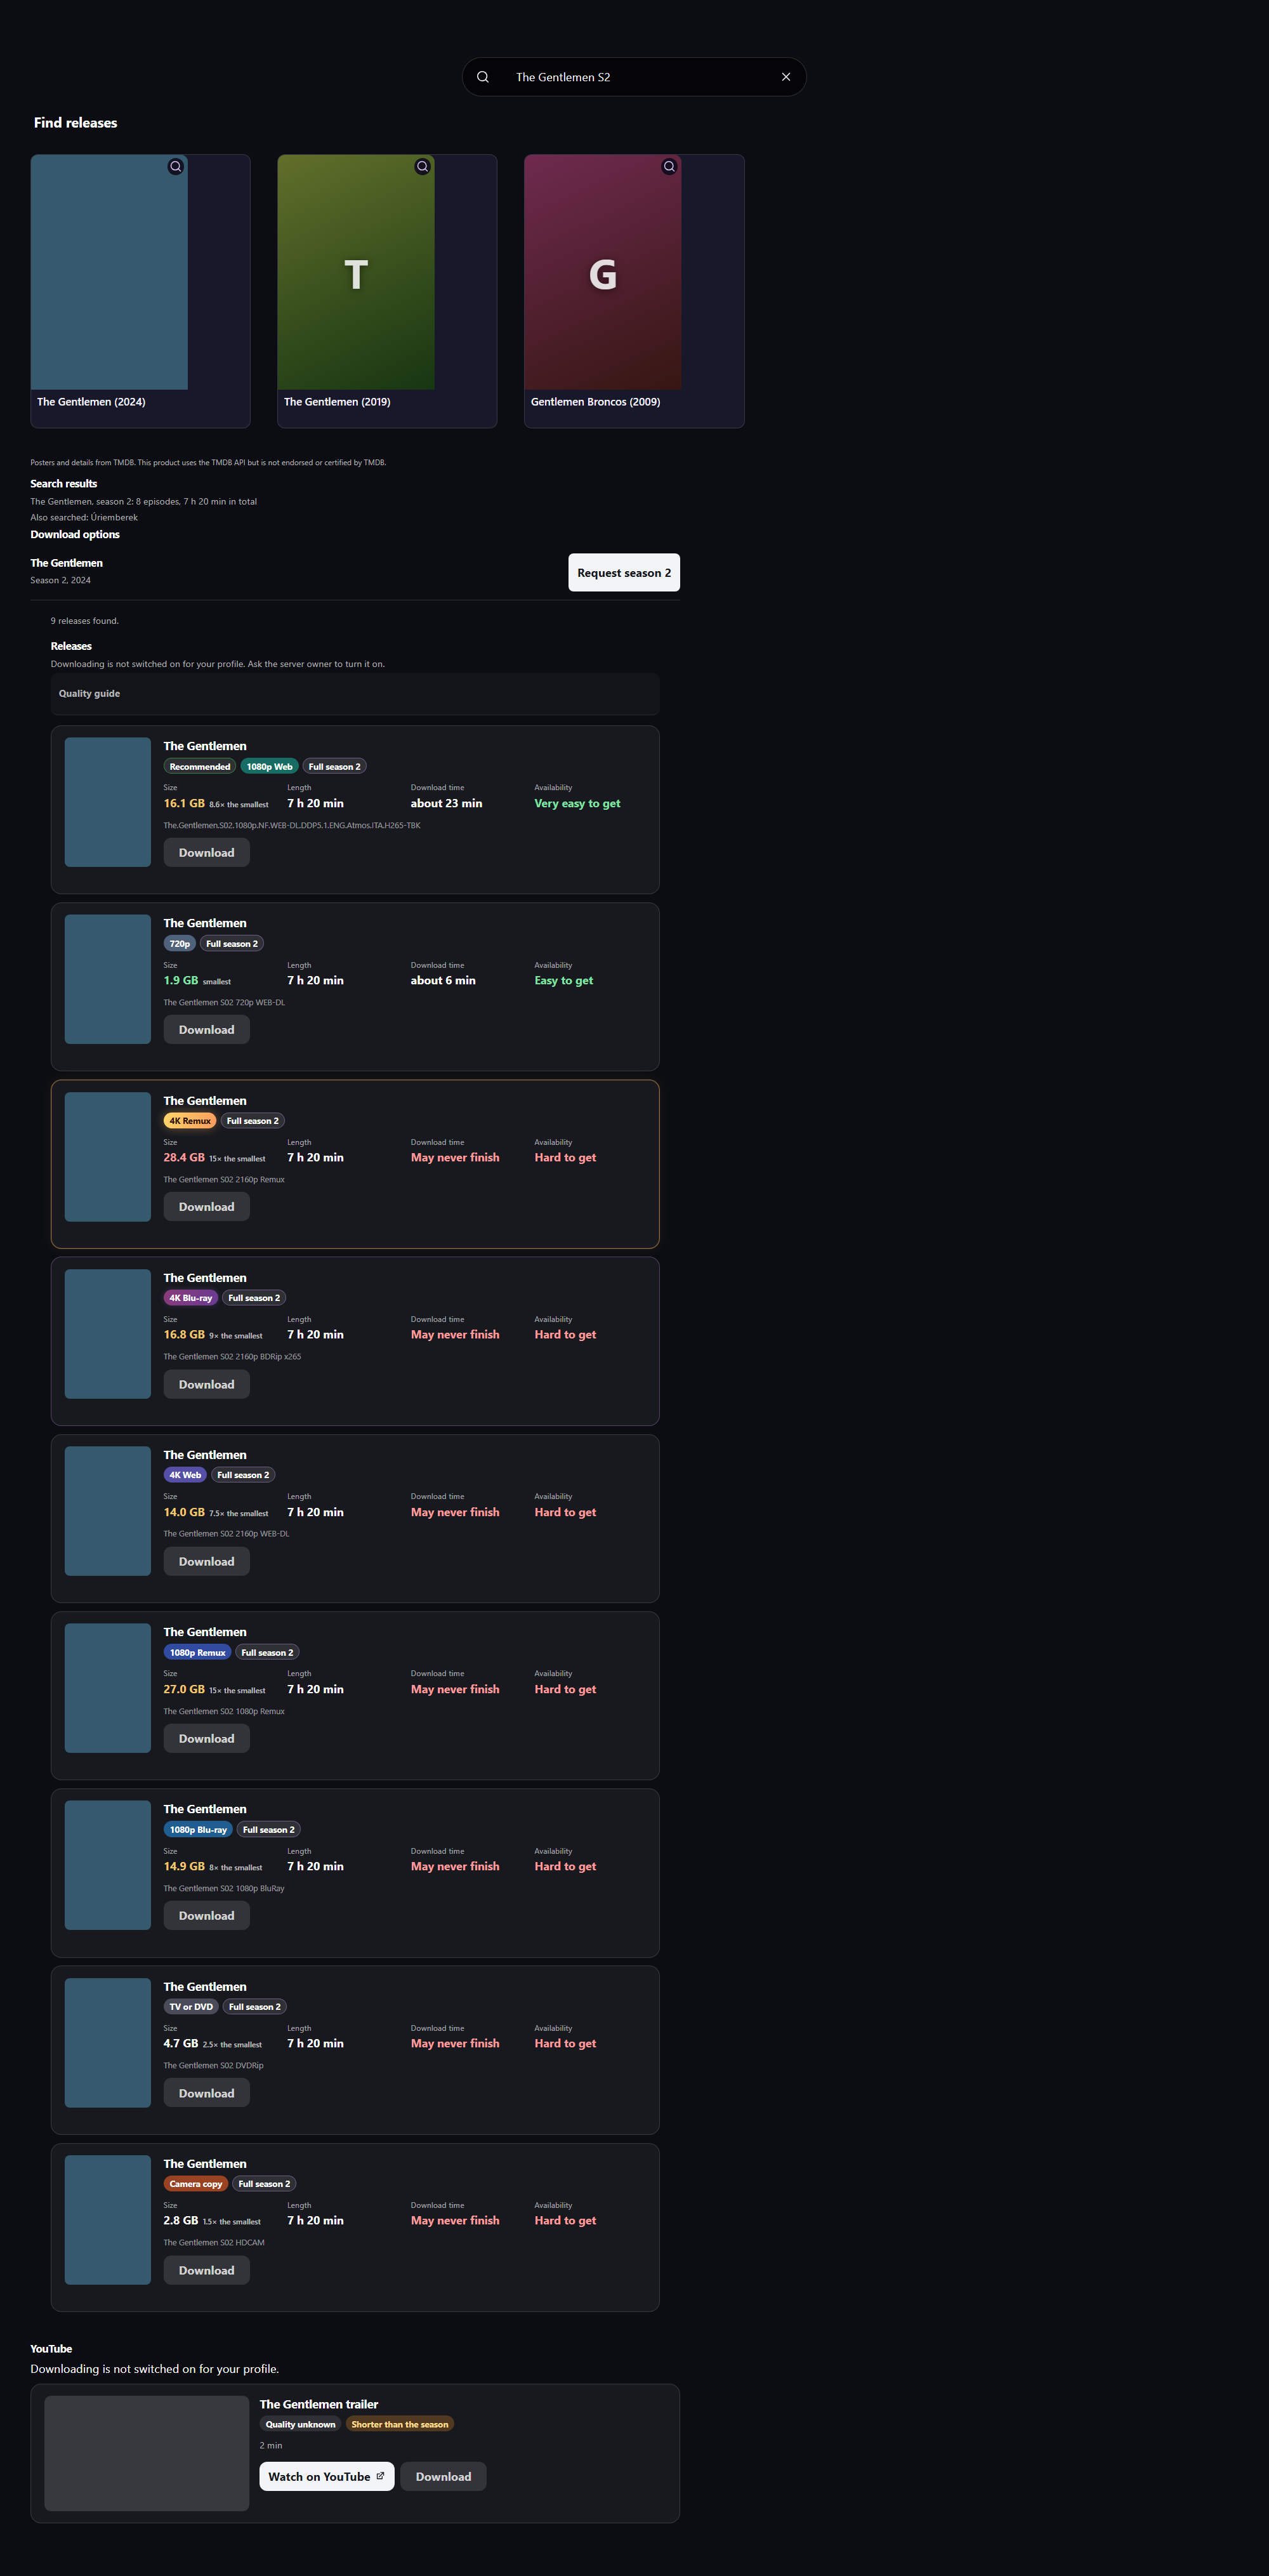 The Gentlemen S2
Find releases
T
G
The Gentlemen (2024)
The Gentlemen (2019)
Gentlemen Broncos (2009)
Posters and details from TMDB. This product uses the TMDB API but is not endorsed or certified by TMDB.
Search results
The Gentlemen, season 2: 8 episodes, 7 h 20 min in total
Also searched: Úriemberek
Download options
The Gentlemen
Season 2, 2024
Request season 2
9 releases found.
Releases
Downloading is not switched on for your profile. Ask the server owner to turn it on.
Quality guide
The Gentlemen
Recommended 1080p Web Full season 2
Size Length Download time Availability
16.1 GB 8.6× the smallest 7 h 20 min about 23 min Very easy to get
The.Gentlemen.S02.1080p.NF.WEB-DL.DDP5.1.ENG.Atmos.ITA.H265-TBK
Download
The Gentlemen
720p Full season 2
Size Length Download time Availability
1.9 GB smallest 7 h 20 min about 6 min Easy to get
The Gentlemen S02 720p WEB-DL
Download
The Gentlemen
4K Remux Full season 2
Size Length Download time Availability
28.4 GB 15× the smallest 7 h 20 min May never finish Hard to get
The Gentlemen S02 2160p Remux
Download
The Gentlemen
4K Blu-ray Full season 2
Size Length Download time Availability
16.8 GB 9× the smallest 7 h 20 min May never finish Hard to get
The Gentlemen S02 2160p BDRip x265
Download
The Gentlemen
4K Web Full season 2
Size Length Download time Availability
14.0 GB 7.5× the smallest 7 h 20 min May never finish Hard to get
The Gentlemen S02 2160p WEB-DL
Download
The Gentlemen
1080p Remux Full season 2
Size Length Download time Availability
27.0 GB 15× the smallest 7 h 20 min May never finish Hard to get
The Gentlemen S02 1080p Remux
Download
The Gentlemen
1080p Blu-ray Full season 2
Size Length Download time Availability
14.9 GB 8× the smallest 7 h 20 min May never finish Hard to get
The Gentlemen S02 1080p BluRay
Download
The Gentlemen
TV or DVD Full season 2
Size Length Download time Availability
4.7 GB 2.5× the smallest 7 h 20 min May never finish Hard to get
The Gentlemen S02 DVDRip
Download
The Gentlemen
Camera copy Full season 2
Size Length Download time Availability
2.8 GB 1.5× the smallest 7 h 20 min May never finish Hard to get
The Gentlemen S02 HDCAM
Download
YouTube
Downloading is not switched on for your profile.
The Gentlemen trailer
Quality unknown Shorter than the season
2 min
Watch on YouTube Download